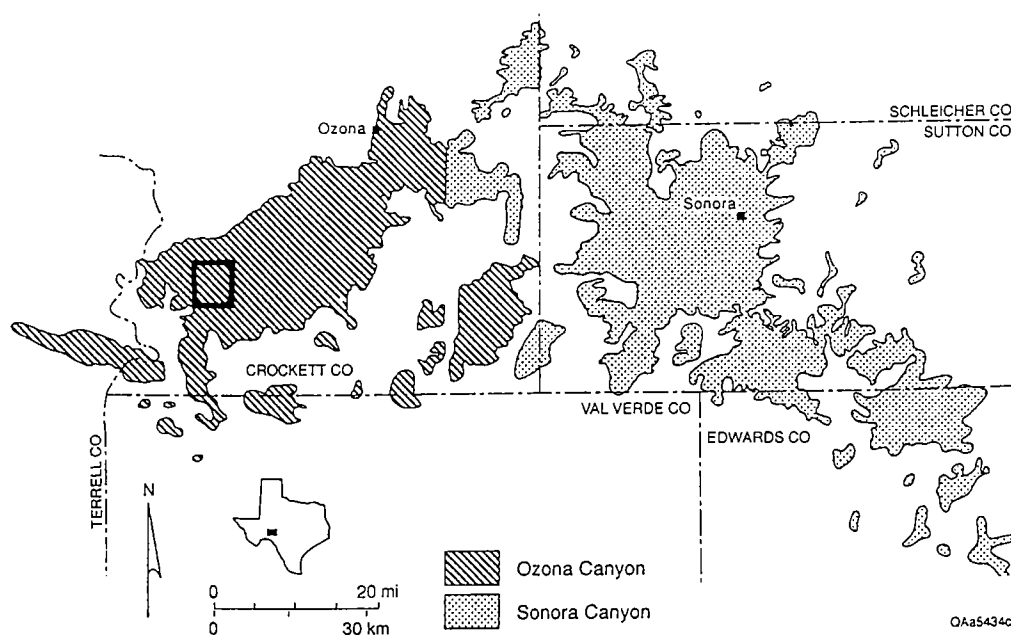 SCHLEICHER CO
SUTTON CO
Ozona
Sonora
CROCKETT CO
VAL VERDE CO
EDWARDS CO
TERRELL CO
N
0 20 mi
0 30 km
Ozona Canyon
Sonora Canyon
QAa5434c